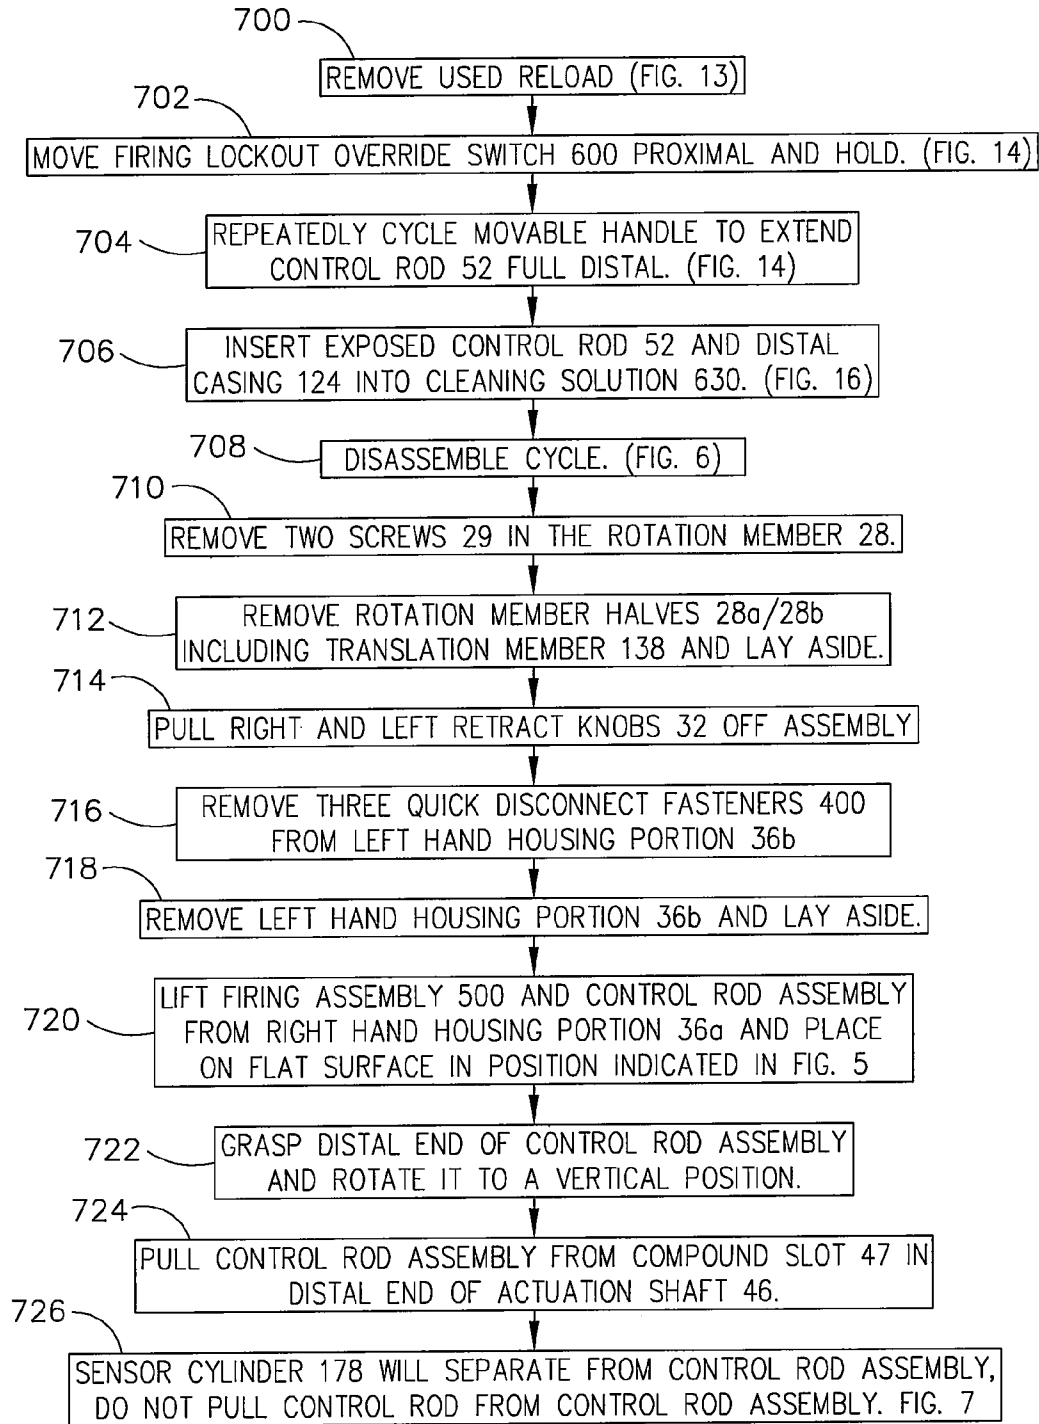 700
REMOVE USED RELOAD (FIG. 13)
702
MOVE FIRING LOCKOUT OVERRIDE SWITCH 600 PROXIMAL AND HOLD. (FIG. 14)
704
REPEATEDLY CYCLE MOVABLE HANDLE TO EXTEND
CONTROL ROD 52 FULL DISTAL. (FIG. 14)
706
INSERT EXPOSED CONTROL ROD 52 AND DISTAL
CASING 124 INTO CLEANING SOLUTION 630. (FIG. 16)
708
DISASSEMBLE CYCLE. (FIG. 6)
710
REMOVE TWO SCREWS 29 IN THE ROTATION MEMBER 28.
712
REMOVE ROTATION MEMBER HALVES 28a/28b
INCLUDING TRANSLATION MEMBER 138 AND LAY ASIDE.
714
PULL RIGHT AND LEFT RETRACT KNOBS 32 OFF ASSEMBLY
716
REMOVE THREE QUICK DISCONNECT FASTENERS 400
FROM LEFT HAND HOUSING PORTION 36b
718
REMOVE LEFT HAND HOUSING PORTION 36b AND LAY ASIDE.
720
LIFT FIRING ASSEMBLY 500 AND CONTROL ROD ASSEMBLY
FROM RIGHT HAND HOUSING PORTION 36a AND PLACE
ON FLAT SURFACE IN POSITION INDICATED IN FIG. 5
722
GRASP DISTAL END OF CONTROL ROD ASSEMBLY
AND ROTATE IT TO A VERTICAL POSITION.
724
PULL CONTROL ROD ASSEMBLY FROM COMPOUND SLOT 47 IN
DISTAL END OF ACTUATION SHAFT 46.
726
SENSOR CYLINDER 178 WILL SEPARATE FROM CONTROL ROD ASSEMBLY,
DO NOT PULL CONTROL ROD FROM CONTROL ROD ASSEMBLY. FIG. 7